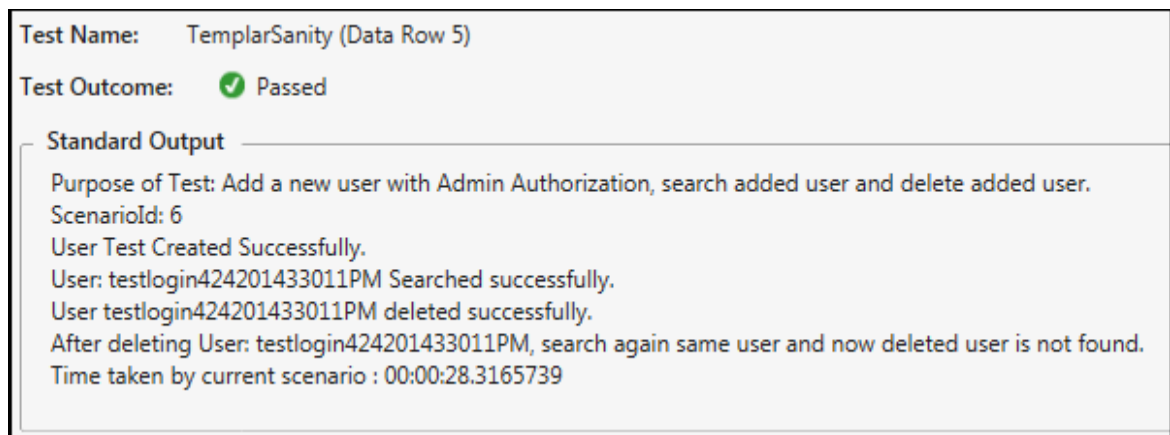 Test Name: TemplarSanity (Data Row 5)
Test Outcome: Passed
Standard Output
Purpose of Test: Add a new user with Admin Authorization, search added user and delete added user.
ScenarioId: 6
User Test Created Successfully.
User: testlogin424201433011PM Searched successfully.
User testlogin424201433011PM deleted successfully.
After deleting User: testlogin424201433011PM, search again same user and now deleted user is not found.
Time taken by current scenario : 00:00:28.3165739